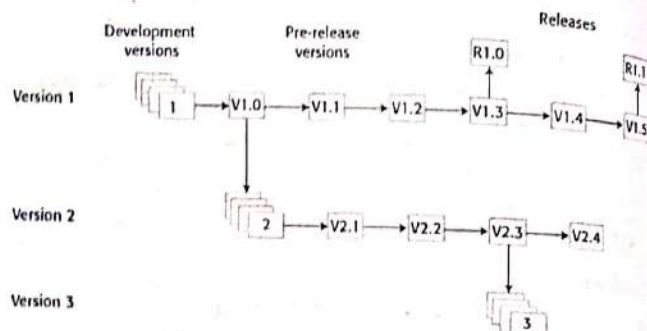 Development versions
Pre-release versions
Releases
R1.0
R1.1
Version 1
1
V1.0
V1.1
V1.2
V1.3
V1.4
V1.5
Version 2
2
V2.1
V2.2
V2.3
V2.4
Version 3
3